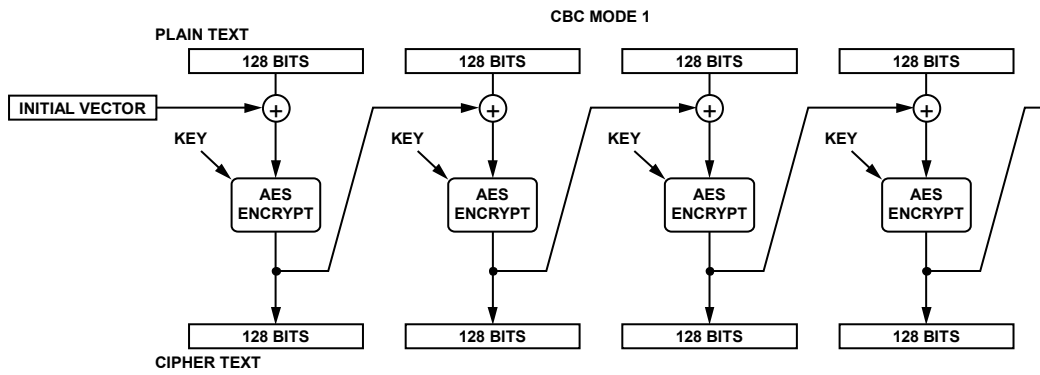 CBC MODE 1
PLAIN TEXT
128 BITS 128 BITS 128 BITS 128 BITS
INITIAL VECTOR + + + +
KEY KEY KEY KEY
AES AES AES AES
ENCRYPT ENCRYPT ENCRYPT ENCRYPT
128 BITS 128 BITS 128 BITS 128 BITS
CIPHER TEXT